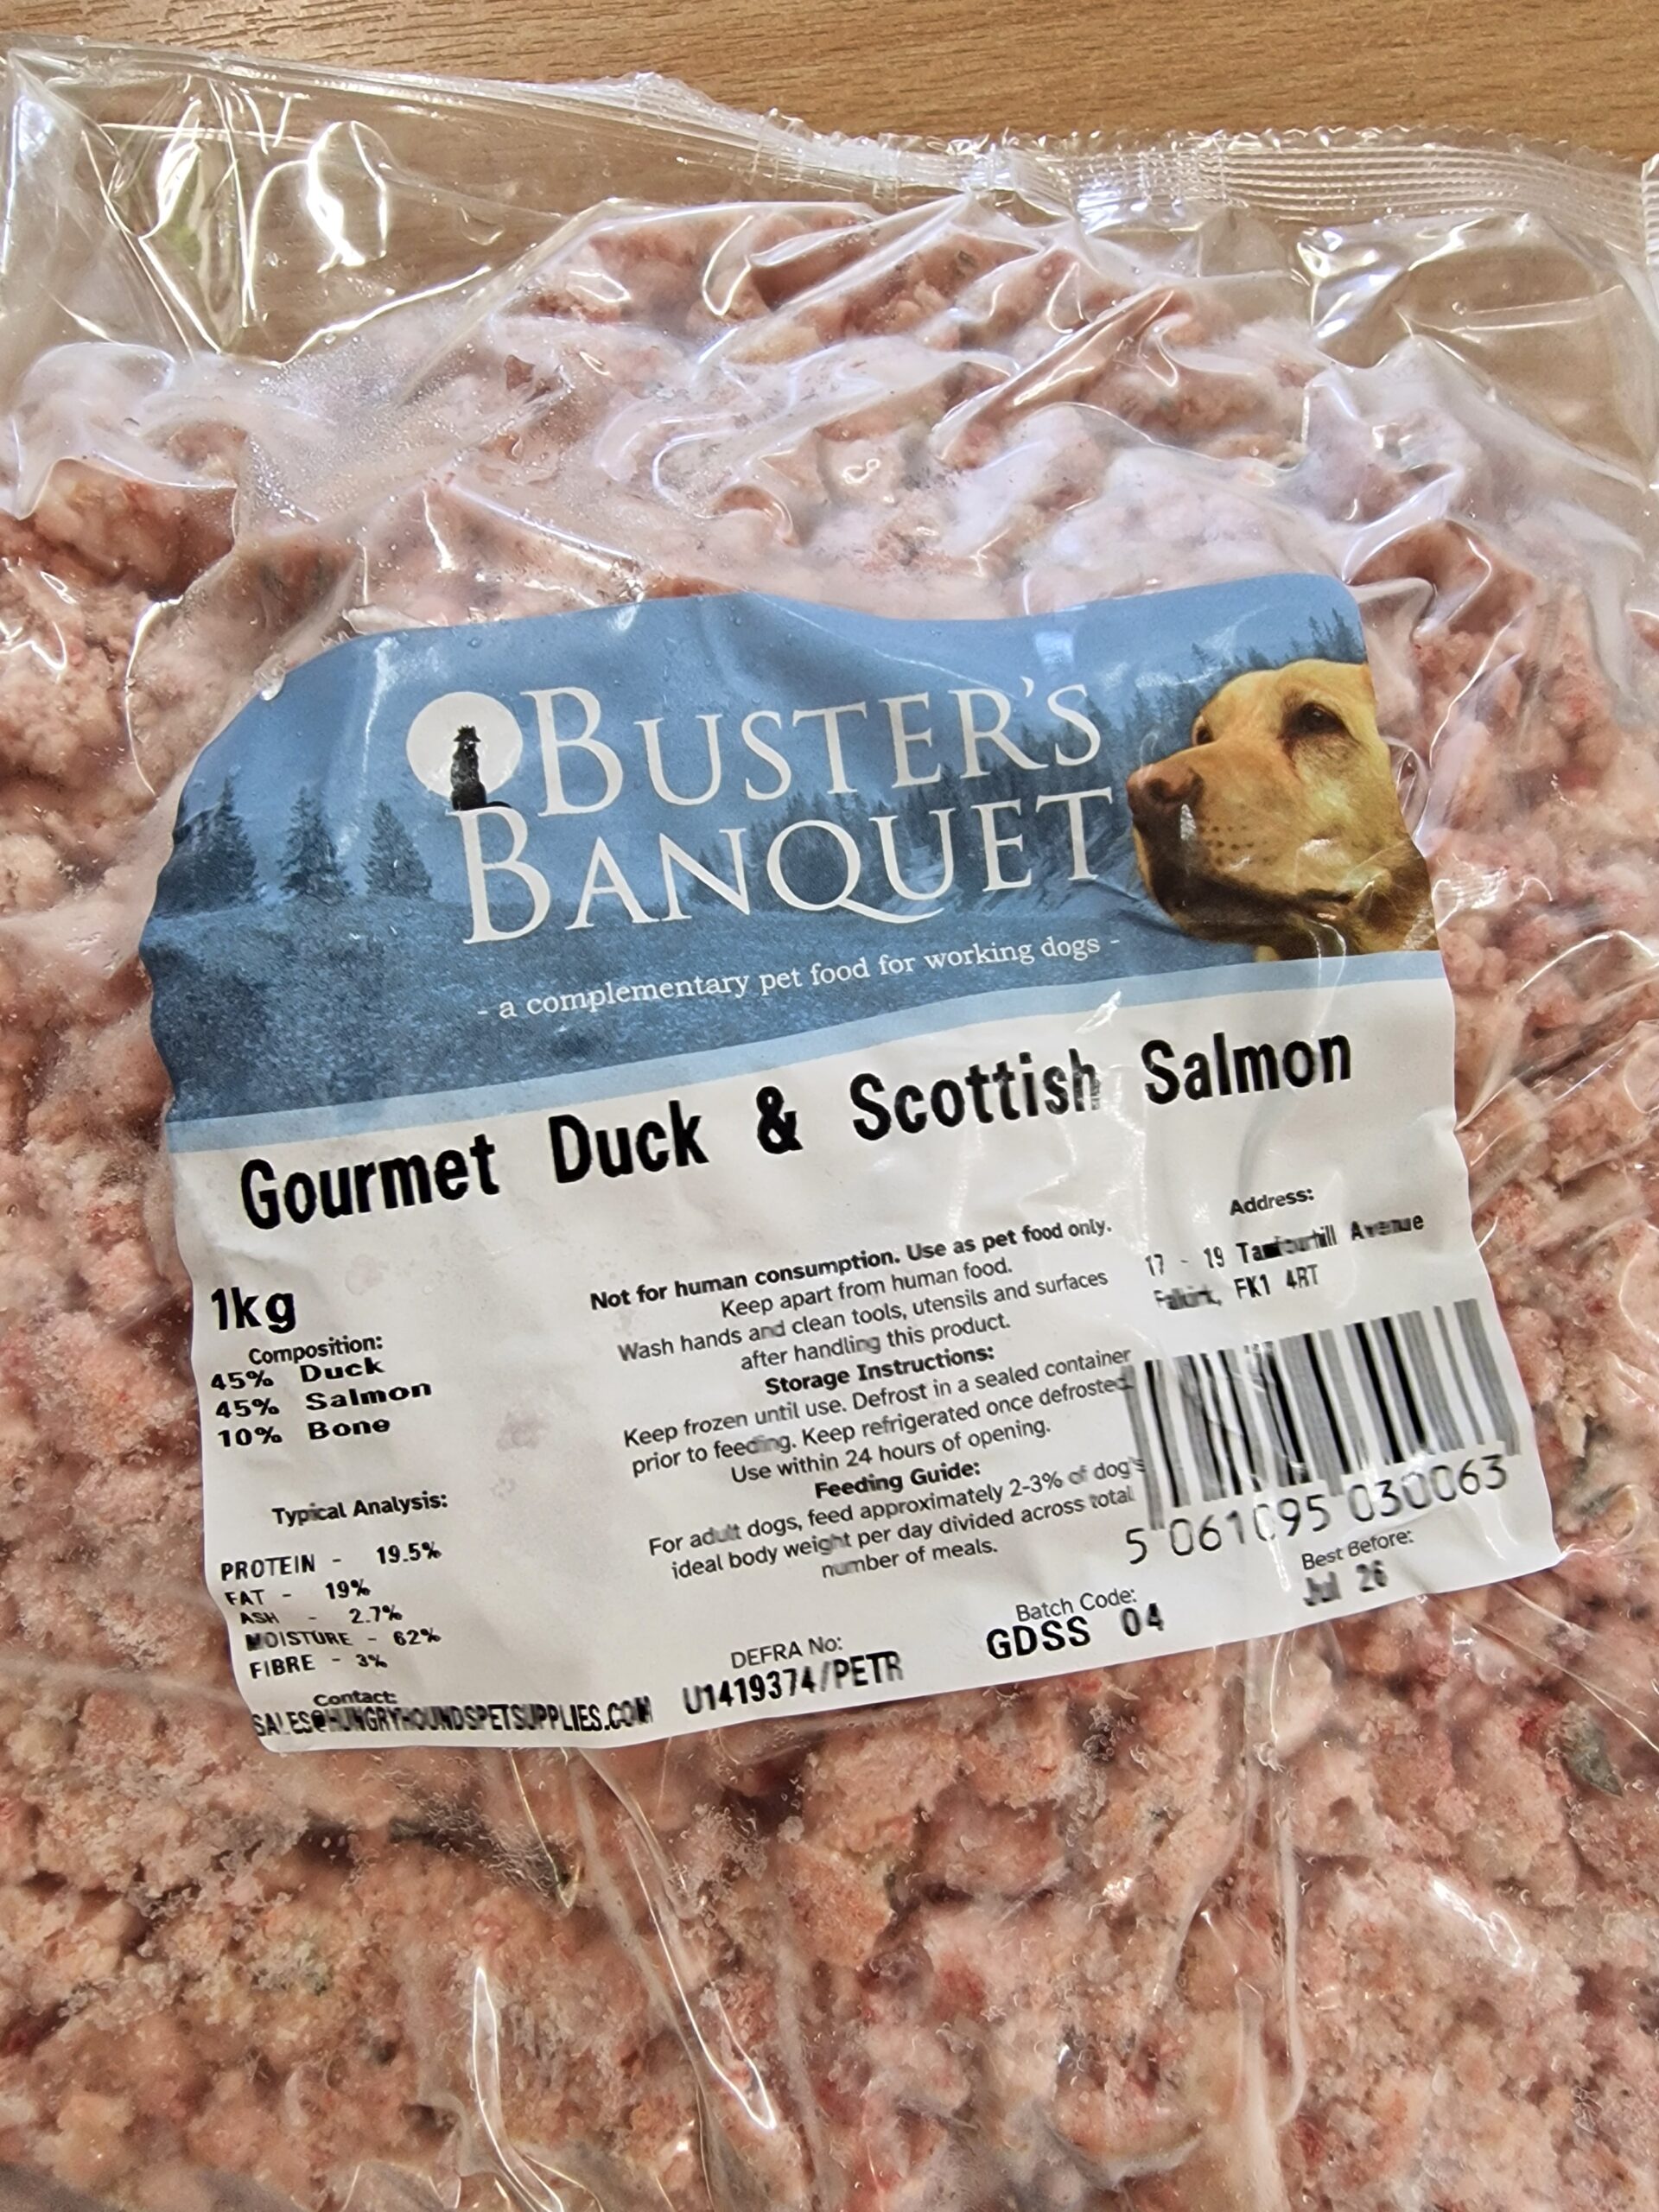 BUSTER'S
BANQUET
- a complementary pet food for working dogs -
Gourmet Duck & Scottish Salmon
1kg
Composition:
45% Duck
45% Salmon
10% Bone
Typical Analysis:
PROTEIN - 19.5%
FAT - 19%
ASH - 2.7%
MOISTURE - 62%
FIBRE - 3%
Contact:
SALES@HUNGRYHOUNDSPETSUPPLIES.COM
Not for human consumption. Use as pet food only.
Keep apart from human food.
Wash hands and clean tools, utensils and surfaces
after handling this product.
Storage Instructions:
Keep frozen until use. Defrost in a sealed container
prior to feeding. Keep refrigerated once defrosted.
Use within 24 hours of opening.
Feeding Guide:
For adult dogs, feed approximately 2-3% of dog's
ideal body weight per day divided across total
number of meals.
DEFRA No:
U1419374/PETR
Batch Code:
GDSS 04
Address:
17 - 19 Tamfourhill Avenue
Falkirk, FK1 4RT
5 061095 030063
Best Before:
Jul 26